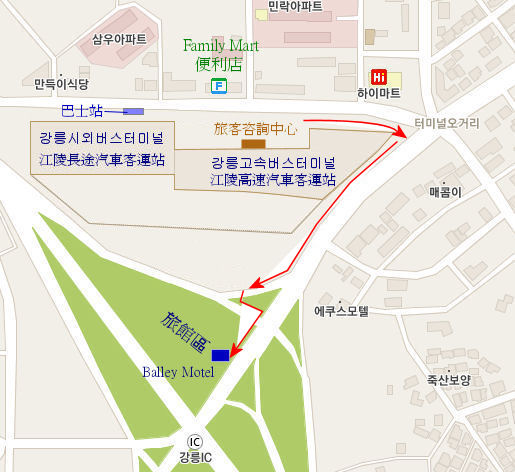 민락아파트
삼우아파트
Family Mart
便利店
만득이식당
F
Hi
하이마트
巴士站
旅客咨詢中心
터미널오거리
강릉시외버스터미널
江陵長途汽車客運站
강릉고속버스터미널
江陵高速汽車客運站
매콤이
에쿠스모텔
旅館區
Balley Motel
죽산보양
IC
강릉IC